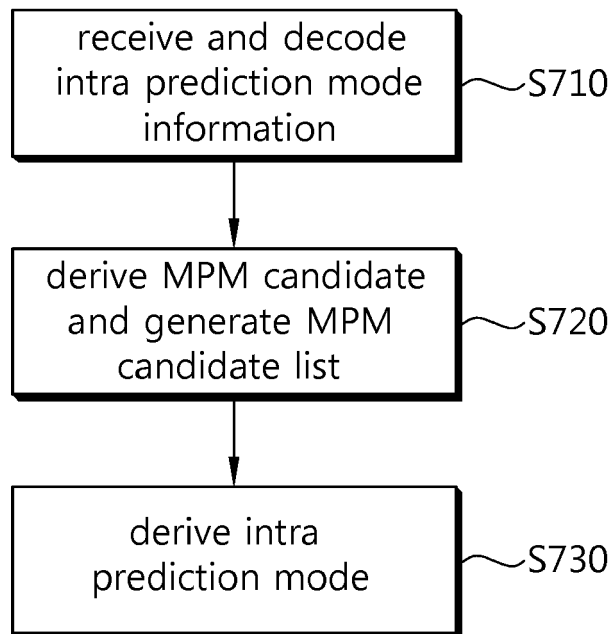 receive and decode
intra prediction mode
information
S710
derive MPM candidate
and generate MPM
candidate list
S720
derive intra
prediction mode
S730